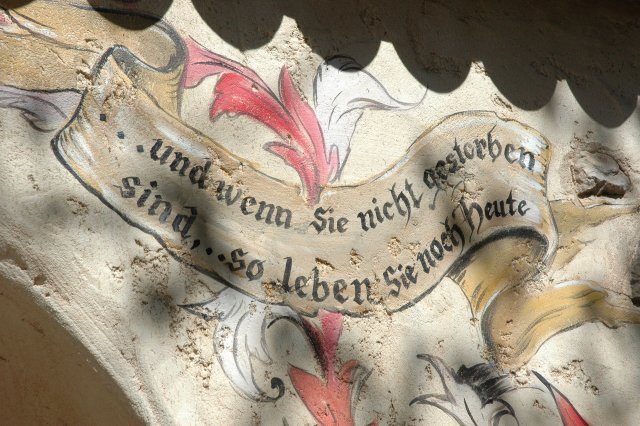 ...und wenn Sie nicht gestorben
sind,...so leben Sie noch heute